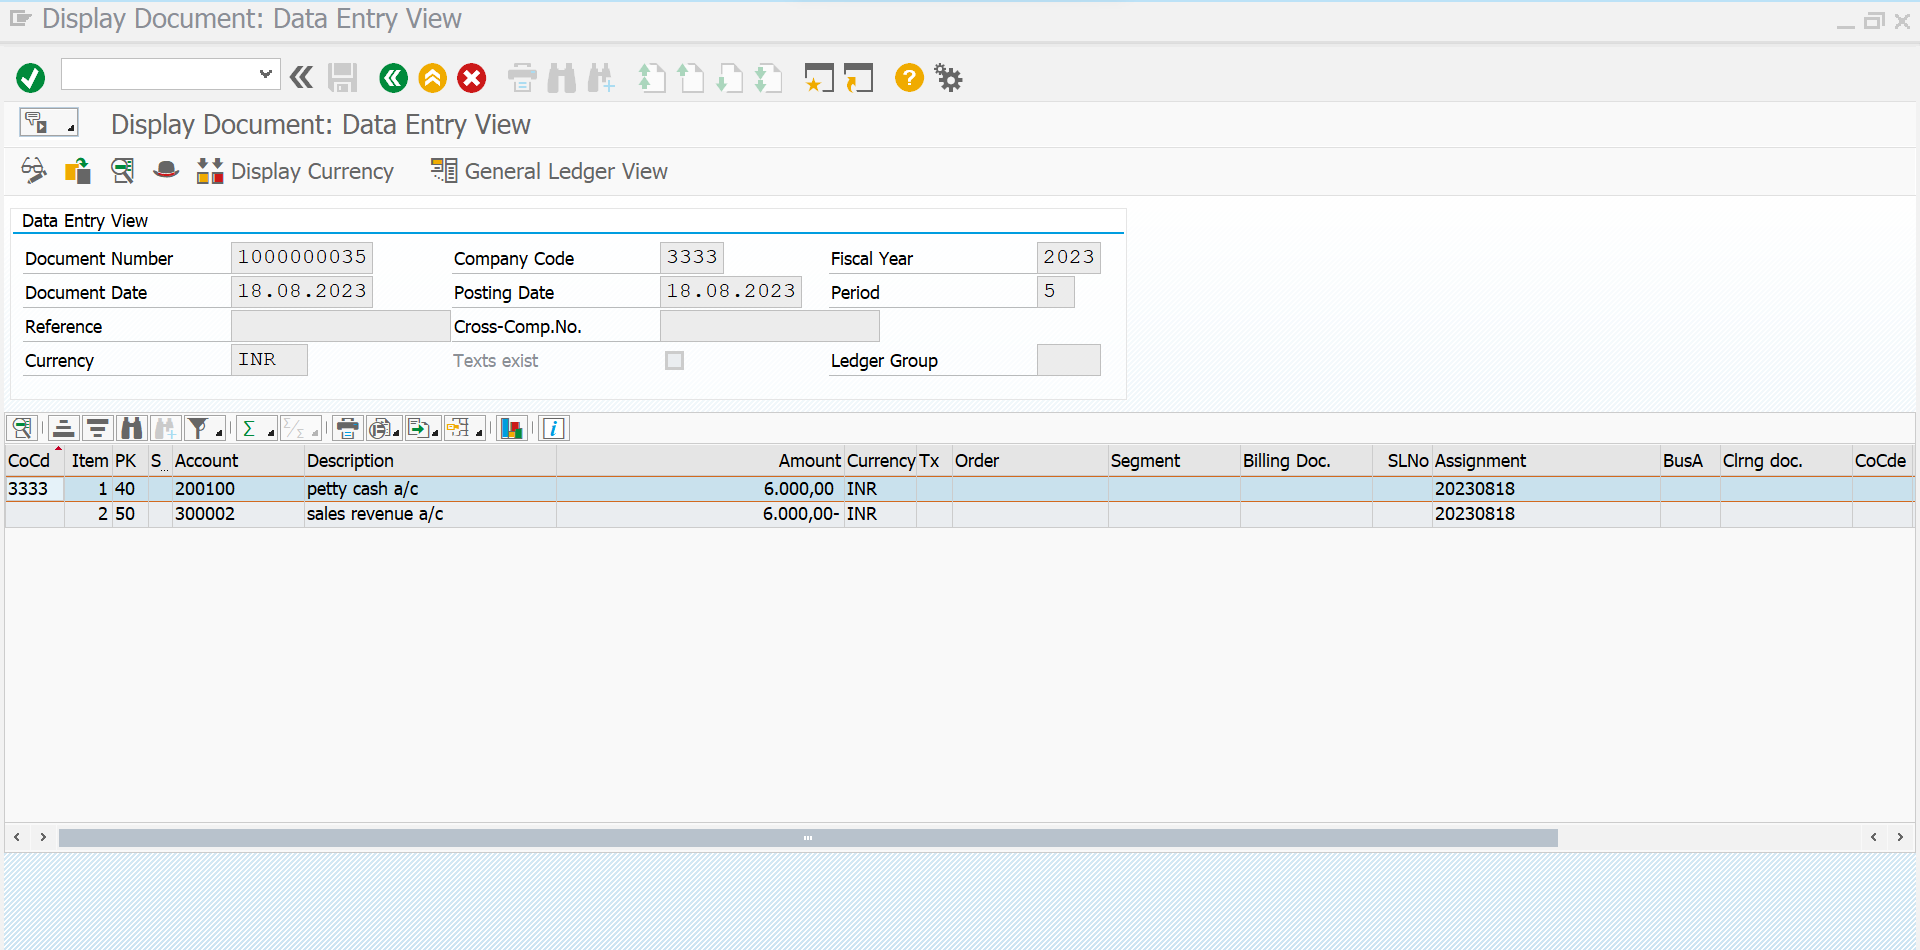 Display Document: Data Entry View
Display Document: Data Entry View
Display Currency General Ledger View
Data Entry View
Document Number 1000000035 Company Code 3333 Fiscal Year 2023
Document Date 18.08.2023 Posting Date 18.08.2023 Period 5
Reference Cross-Comp.No.
Currency INR Texts exist Ledger Group
CoCd Item PK S.. Account Description Amount Currency Tx Order Segment Billing Doc. SLNo Assignment BusA Clrng doc. CoCde
3333 1 40 200100 petty cash a/c 6.000,00 INR 20230818
2 50 300002 sales revenue a/c 6.000,00- INR 20230818